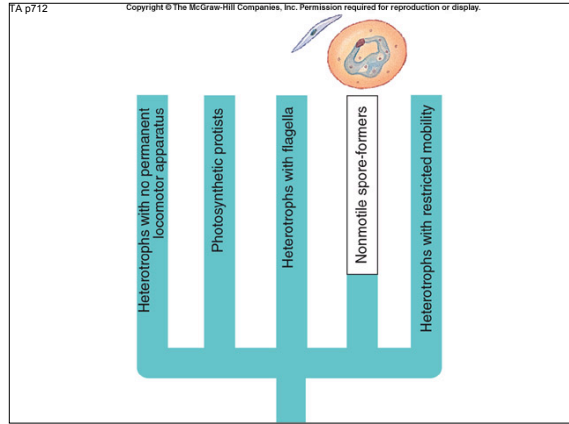 TA p712
Copyright © The McGraw-Hill Companies, Inc. Permission required for reproduction or display.
Heterotrophs with no permanent
locomotor apparatus
Photosynthetic protists
Heterotrophs with flagella
Nonmotile spore-formers
Heterotrophs with restricted mobility